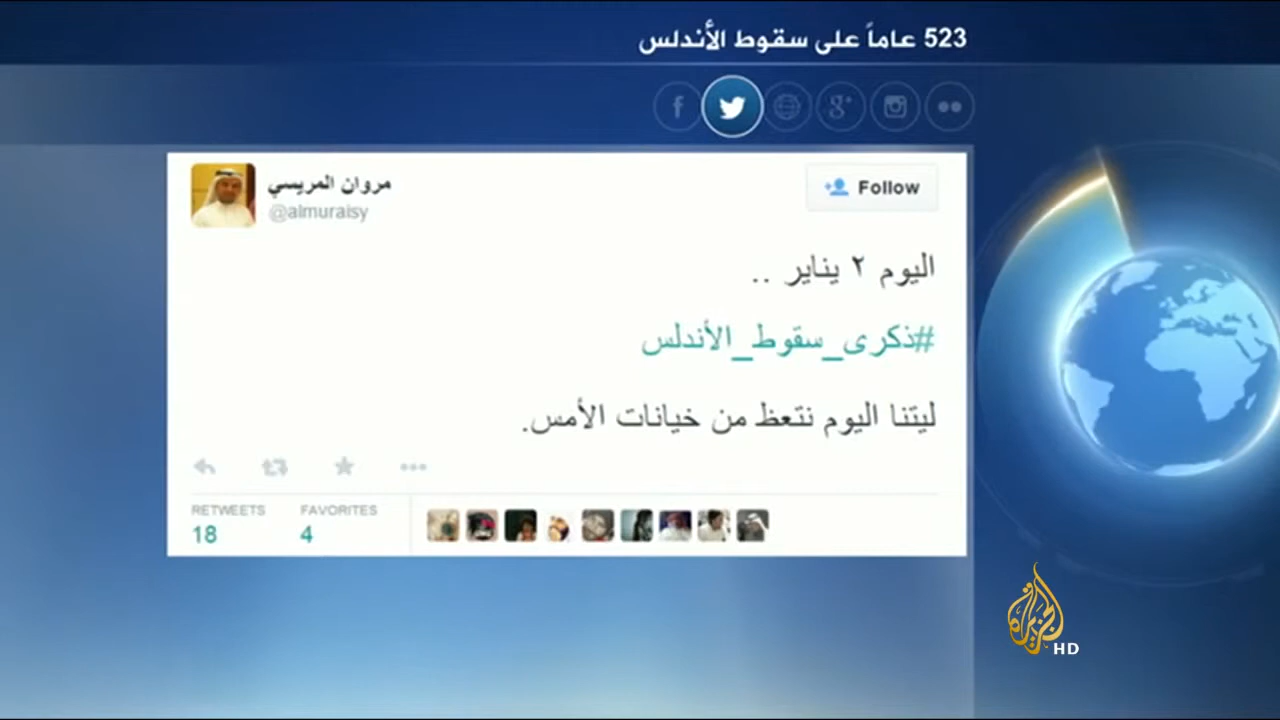 523 عاماً على سقوط الأندلس
مروان المريسي
@almuraisy
Follow
اليوم ٢ يناير ..
#ذكرى_سقوط_الأندلس
ليتنا اليوم نتعظ من خيانات الأمس.
RETWEETS
FAVORITES
18
4
الجزيرة
HD